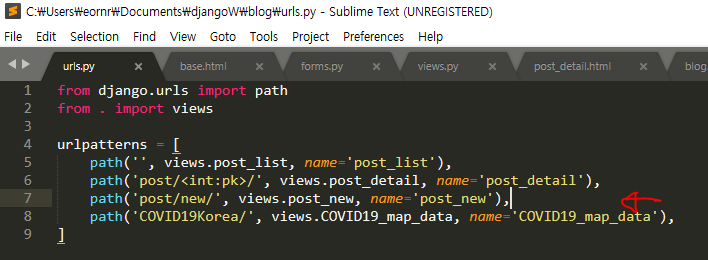 C:₩Users₩eornr₩Documents₩djangoW₩blog₩urls.py - Sublime Text (UNREGISTERED)
File Edit Selection Find View Goto Tools Project Preferences Help
urls.py × base.html × forms.py × views.py × post_detail.html × blog
1 from django.urls import path
2 from . import views
3
4 urlpatterns = [
5     path('', views.post_list, name='post_list'),
6     path('post/<int:pk>/', views.post_detail, name='post_detail'),
7     path('post/new/', views.post_new, name='post_new'),
8     path('COVID19Korea/', views.COVID19_map_data, name='COVID19_map_data'),
9 ]